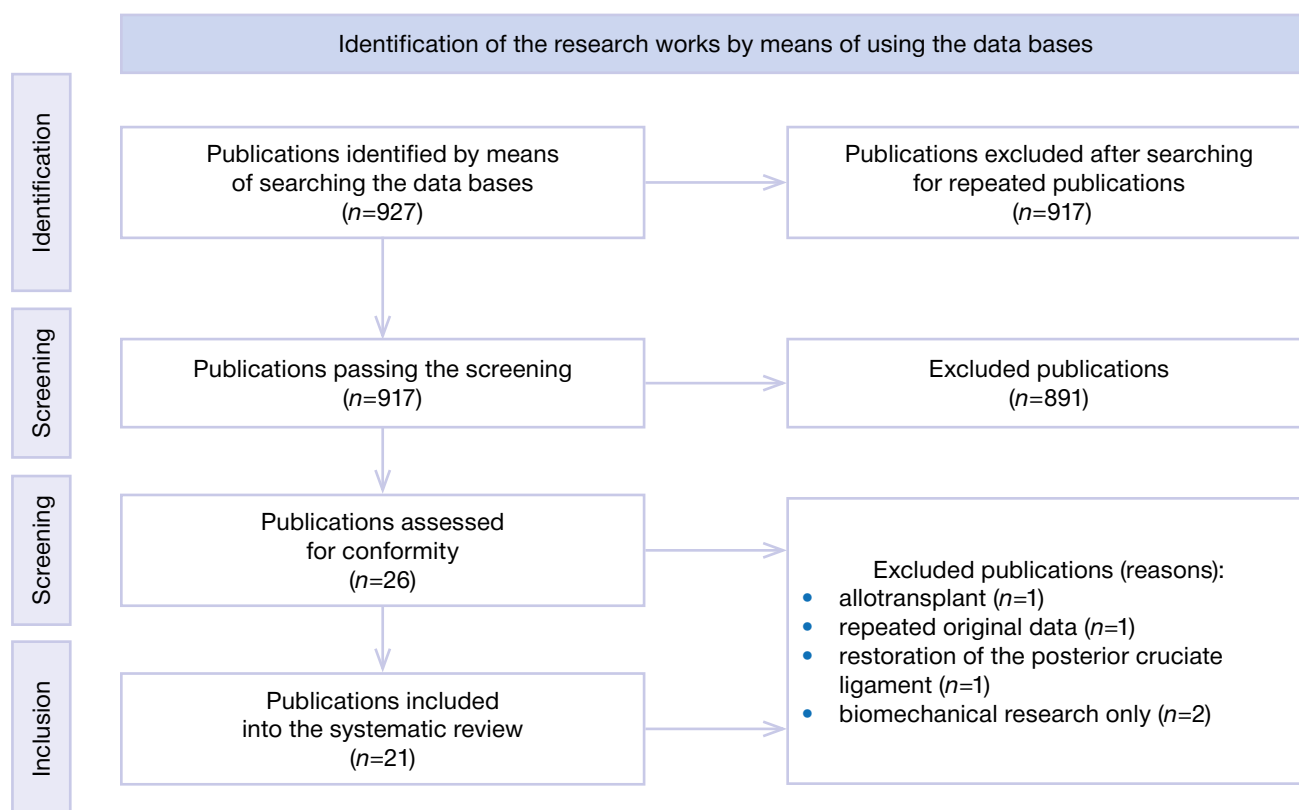 Identification of the research works by means of using the data bases
Identification
Publications identified by means
of searching the data bases
(n=927)
Publications excluded after searching
for repeated publications
(n=917)
Screening
Publications passing the screening
(n=917)
Excluded publications
(n=891)
Screening
Publications assessed
for conformity
(n=26)
Excluded publications (reasons):
• allotransplant (n=1)
• repeated original data (n=1)
• restoration of the posterior cruciate
ligament (n=1)
• biomechanical research only (n=2)
Inclusion
Publications included
into the systematic review
(n=21)